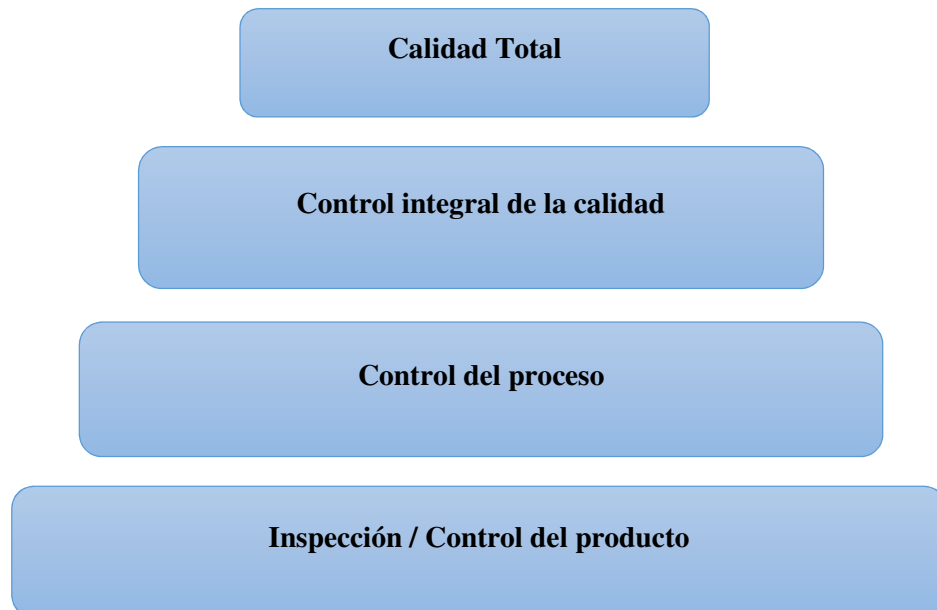 Calidad Total
Control integral de la calidad
Control del proceso
Inspección / Control del producto